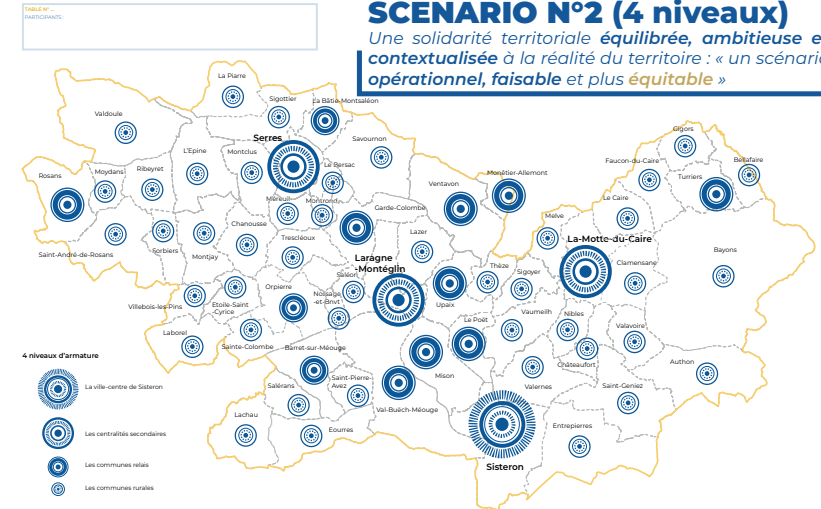 TABLE N° ...
PARTICIPANTS:
SCENARIO N°2 (4 niveaux)
Une solidarité territoriale équilibrée, ambitieuse e
contextualisée à la réalité du territoire : « un scénario
opérationnel, faisable et plus équitable »
La Piarre
Sigottier
La Bâtie-Montsaléon
Valdoule
Serres
Savournon
L'Epine
Montclus
Le Bersac
Rosans
Moydans
Ribeyret
Méreuil
Montrond
Garde-Colombe
Ventavon
Monêtier-Allemont
Gigors
Faucon-du-Caire
Bellafaire
Turriers
Le Caire
Melve
La-Motte-du-Caire
Saint-André-de-Rosans
Sorbiers
Montjay
Chanousse
Trescléoux
Lazer
Laragne
-Montéglin
Clamensane
Bayons
Thèze
Sigoyer
Saléon
Orpierre
Nossage
-et-Bnvt
Upaix
Villebois-les-Pins
Etoile-Saint
-Cyrice
Le Poët
Vaumeilh
Nibles
Valavoire
Laborel
Sainte-Colombe
Barret-sur-Méouge
Châteaufort
Authon
4 niveaux d'armature
Mison
Saint-Pierre-
Avez
Salérans
Valernes
Saint-Geniez
La ville-centre de Sisteron
Val-Buëch-Méouge
Lachau
Eourres
Entrepierres
Les centralités secondaires
Sisteron
Les communes relais
Les communes rurales